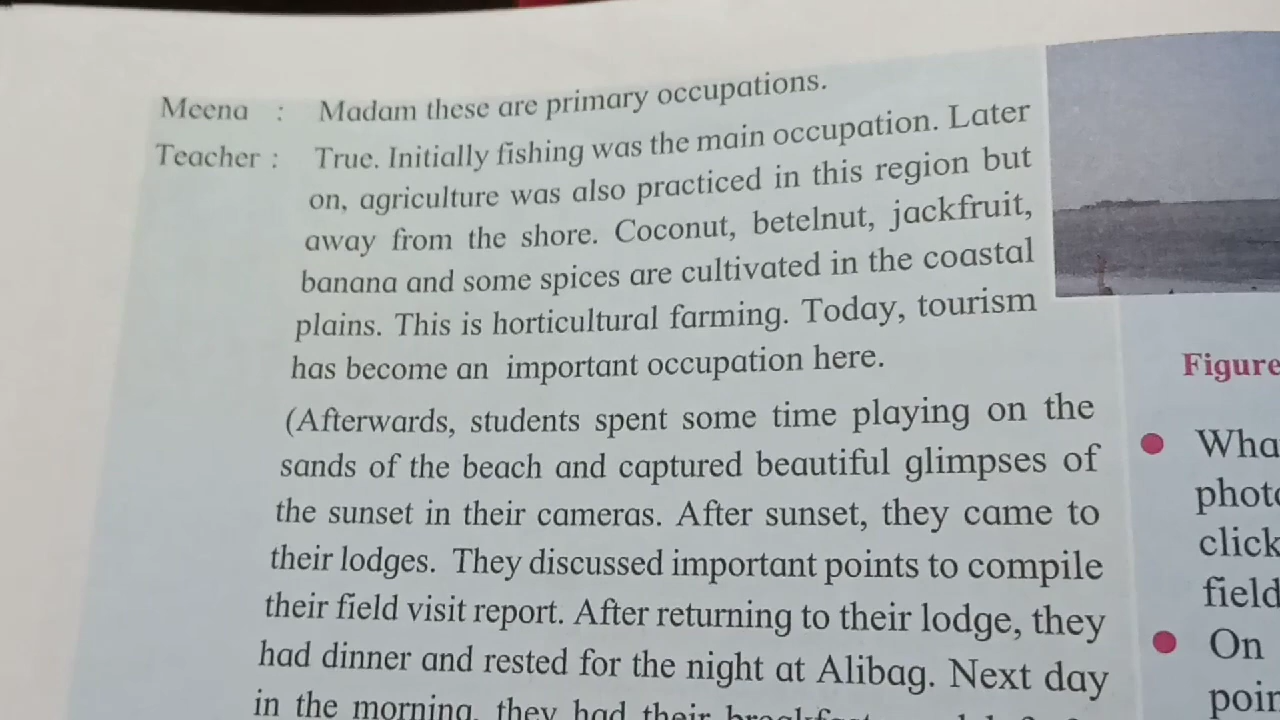 Meena : Madam these are primary occupations.
Teacher : True. Initially fishing was the main occupation. Later
on, agriculture was also practiced in this region but
away from the shore. Coconut, betelnut, jackfruit,
banana and some spices are cultivated in the coastal
plains. This is horticultural farming. Today, tourism
has become an important occupation here.
(Afterwards, students spent some time playing on the
sands of the beach and captured beautiful glimpses of
the sunset in their cameras. After sunset, they came to
their lodges. They discussed important points to compile
their field visit report. After returning to their lodge, they
had dinner and rested for the night at Alibag. Next day
in the morning, they had their
Figure
On